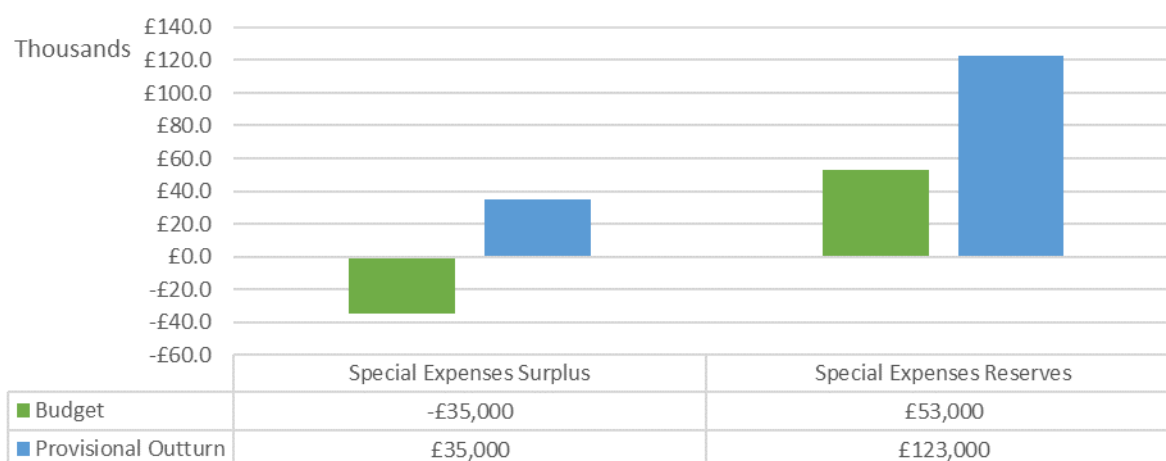 Thousands
£140.0
£120.0
£100.0
£80.0
£60.0
£40.0
£20.0
£0.0
-£20.0
-£40.0
-£60.0
Special Expenses Surplus Special Expenses Reserves
Budget -£35,000 £53,000
Provisional Outturn £35,000 £123,000